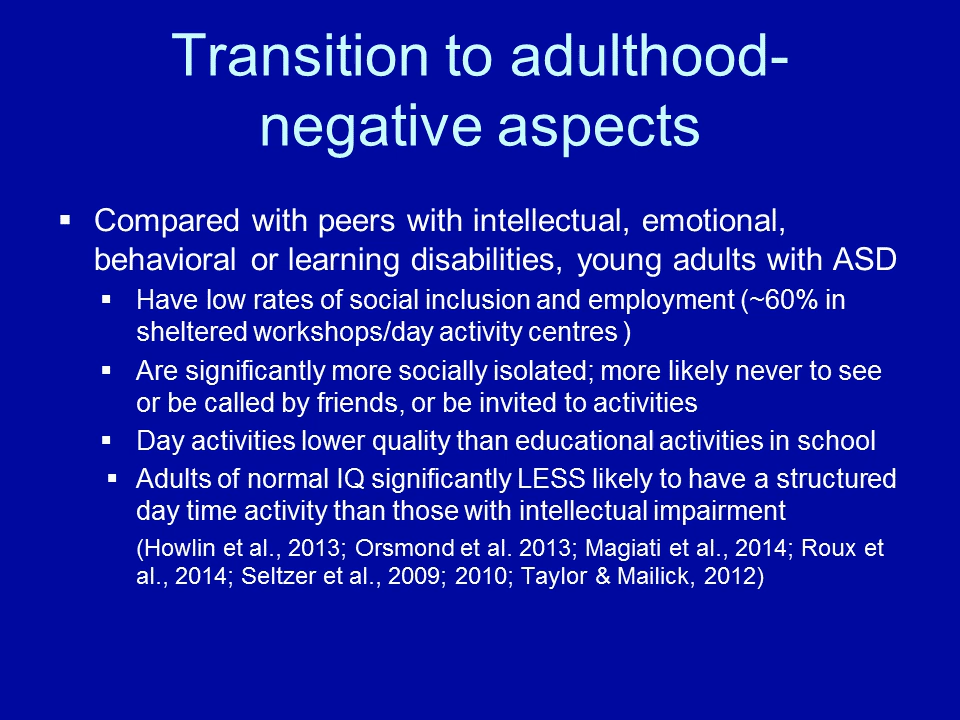 Transition to adulthood-
negative aspects
▪ Compared with peers with intellectual, emotional,
behavioral or learning disabilities, young adults with ASD
▪ Have low rates of social inclusion and employment (~60% in
sheltered workshops/day activity centres )
▪ Are significantly more socially isolated; more likely never to see
or be called by friends, or be invited to activities
▪ Day activities lower quality than educational activities in school
▪ Adults of normal IQ significantly LESS likely to have a structured
day time activity than those with intellectual impairment
(Howlin et al., 2013; Orsmond et al. 2013; Magiati et al., 2014; Roux et
al., 2014; Seltzer et al., 2009; 2010; Taylor & Mailick, 2012)